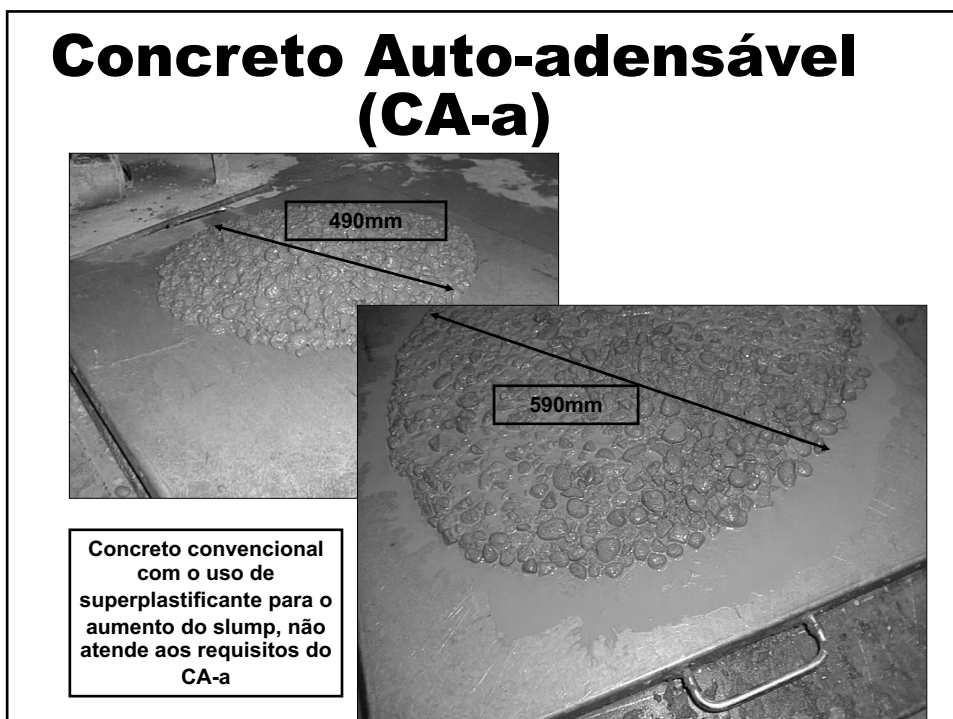 Concreto Auto-adensável
(CA-a)
490mm
590mm
Concreto convencional
com o uso de
superplastificante para o
aumento do slump, não
atende aos requisitos do
CA-a